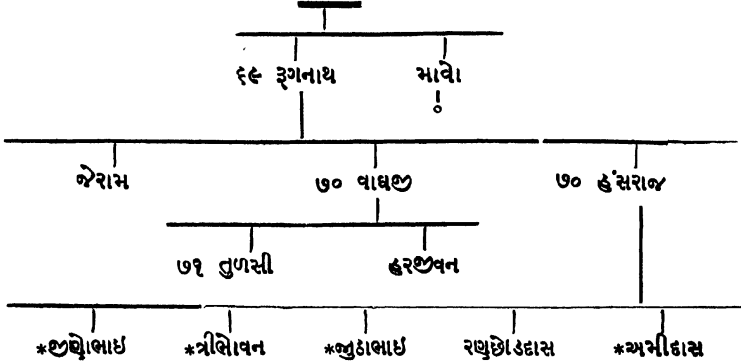 ૬૯ રૂગનાથ માવો
જેરામ ૭૦ વાઘજી ૭૦ હંસરાજ
૭૧ તુળસી હરજીવન
*જીણોભાઇ *ત્રીભોવન *જુઠાભાઇ રણછોડદાસ *અમીદાસ